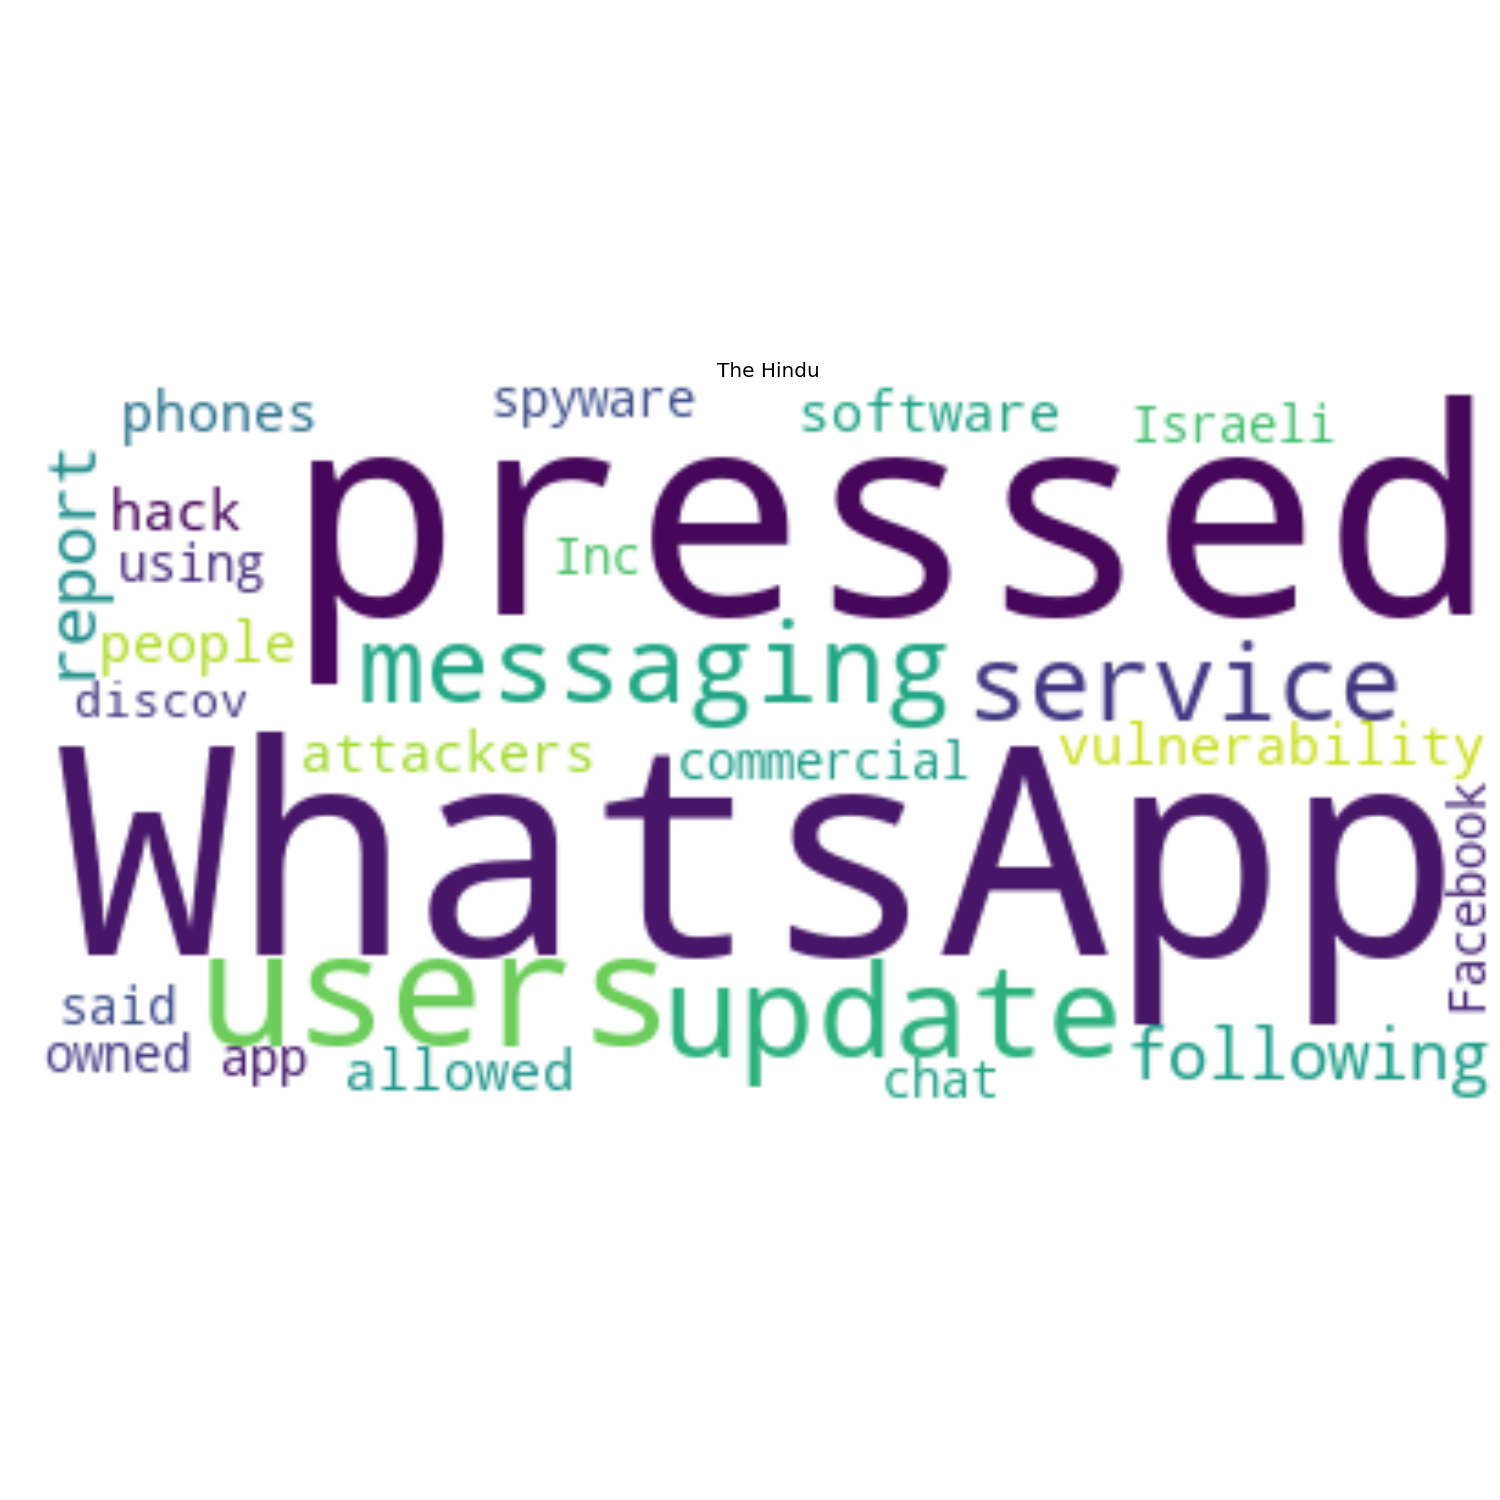 The Hindu
phones
spyware
software
Israeli
pressed
report
hack
Inc
using
people
messaging
service
discov
attackers
commercial
vulnerability
WhatsApp
Facebook
users
update
said
following
owned
app
allowed
chat